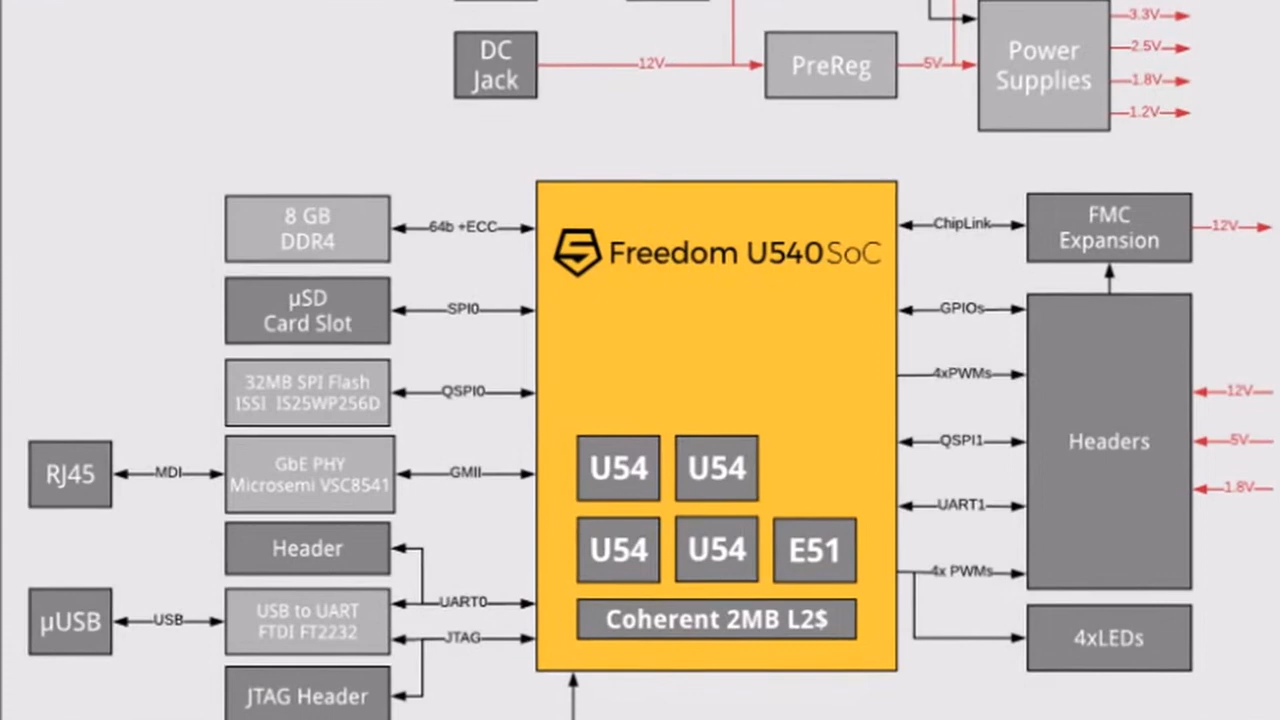 3.3V
2.5V
1.8V
1.2V
DC
Jack
12V
PreReg
5V
Power
Supplies
8 GB
DDR4
64b +ECC
Freedom U540 SoC
ChipLink
FMC
Expansion
12V
µSD
Card Slot
SPI0
GPIOs
4xPWMs
32MB SPI Flash
ISSI IS25WP256D
QSPI0
12V
RJ45
MDI
GbE PHY
Microsemi VSC8541
GMII
U54
U54
QSPI1
Headers
5V
1.8V
UART1
Header
U54
U54
E51
4x PWMs
µUSB
USB
USB to UART
FTDI FT2232
UART0
JTAG
Coherent 2MB L2$
4xLEDs
JTAG Header